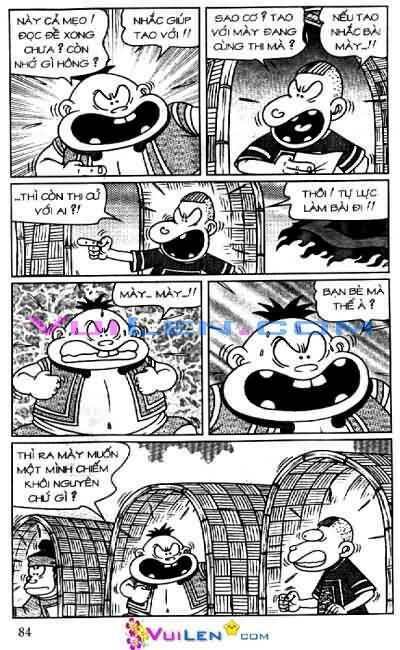 NÀY CẢ MẸO!
ĐỌC ĐỀ XONG
CHƯA? CÒN
NHỚ GÌ HÔNG?
NHẮC GIÚP
TAO VỚI!!
SAO CƠ? TAO
VỚI MÀY ĐANG
CÙNG THI MÀ?
NẾU TAO
NHẮC BÀI
MÀY...!!
...THÌ CÒN THI CỬ
VỚI AI?!
THÔI! TỰ LỰC
LÀM BÀI ĐI!!
MÀY... MÀY...!!
BẠN BÈ MÀ
THẾ À?
VUILEN.COM
THÌ RA MÀY MUỐN
MỘT MÌNH CHIẾM
KHÔI NGUYÊN
CHỨ GÌ?
84
VUILEN.COM